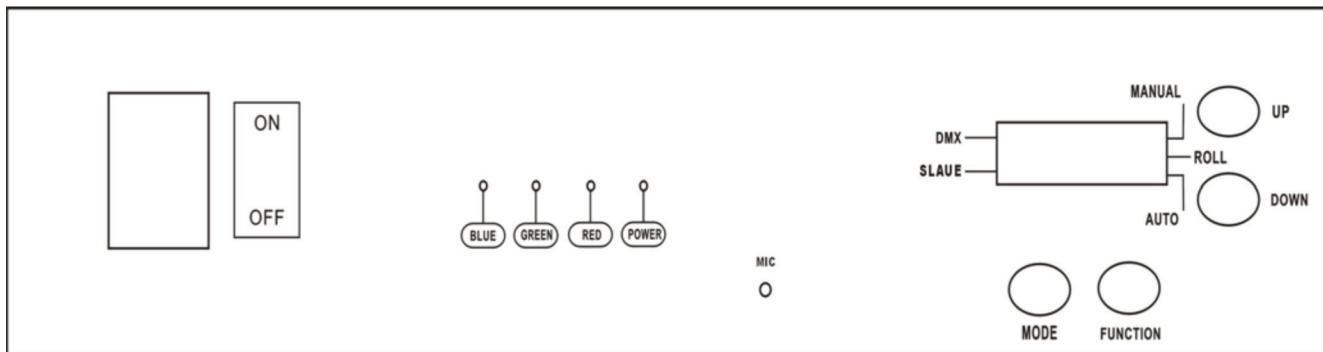 ON
OFF
BLUE
GREEN
RED
POWER
MIC
MANUAL
UP
DMX
ROLL
SLAUE
DOWN
AUTO
MODE
FUNCTION